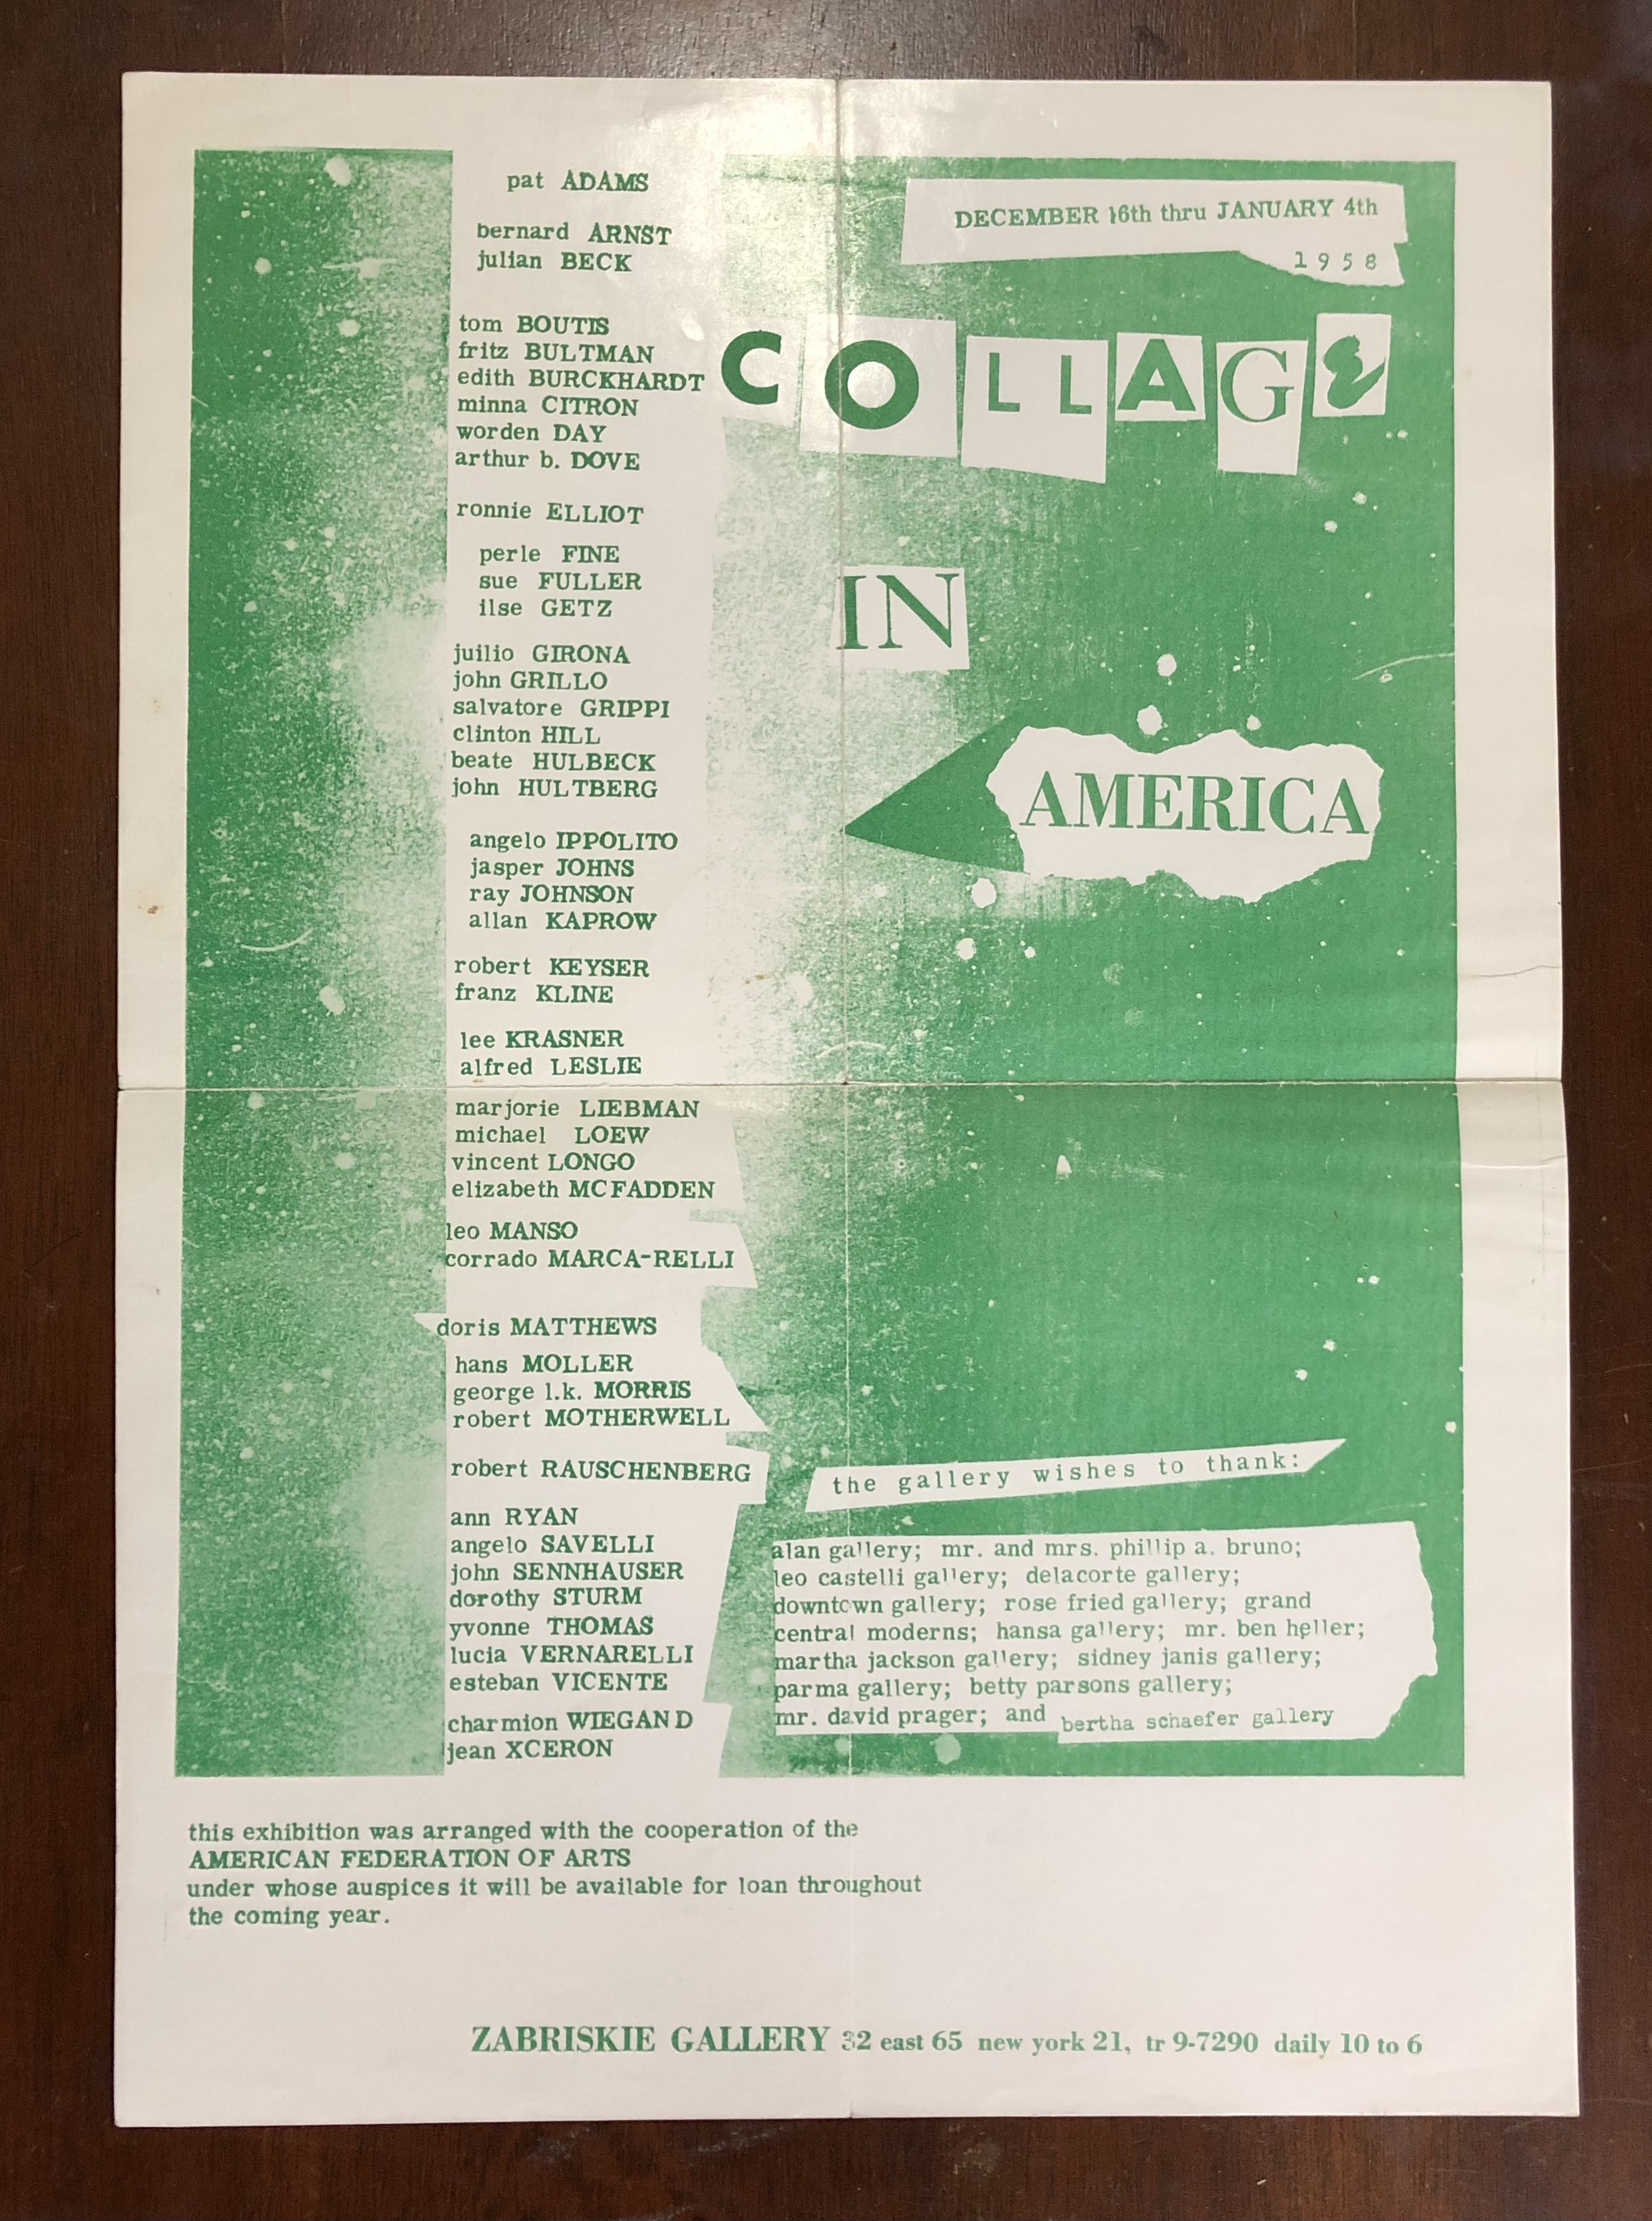 pat ADAMS
bernard ARNST
julian BECK
tom BOUTIS
fritz BULTMAN
edith BURCKHARDT
minna CITRON
worden DAY
arthur b. DOVE
ronnie ELLIOT
perle FINE
sue FULLER
ilse GETZ
juilio GIRONA
john GRILLO
salvatore GRIPPI
clinton HILL
beate HULBECK
john HULTBERG
angelo IPPOLITO
jasper JOHNS
ray JOHNSON
allan KAPROW
robert KEYSER
franz KLINE
lee KRASNER
alfred LESLIE
marjorie LIEBMAN
michael LOEW
vincent LONGO
elizabeth MCFADDEN
leo MANSO
corrado MARCA-RELLI
doris MATTHEWS
hans MOLLER
george l.k. MORRIS
robert MOTHERWELL
robert RAUSCHENBERG
ann RYAN
angelo SAVELLI
john SENNHAUSER
dorothy STURM
yvonne THOMAS
lucia VERNARELLI
esteban VICENTE
charmion WIEGAND
jean XCERON
DECEMBER 16th thru JANUARY 4th
1958
COLLAGE
IN
AMERICA
the gallery wishes to thank:
alan gallery; mr. and mrs. phillip a. bruno;
leo castelli gallery; delacorte gallery;
downtown gallery; rose fried gallery; grand
central moderns; hansa gallery; mr. ben heller;
martha jackson gallery; sidney janis gallery;
parma gallery; betty parsons gallery;
mr. david prager; and bertha schaefer gallery
this exhibition was arranged with the cooperation of the
AMERICAN FEDERATION OF ARTS
under whose auspices it will be available for loan throughout
the coming year.
ZABRISKIE GALLERY 32 east 65 new york 21, tr 9-7290 daily 10 to 6